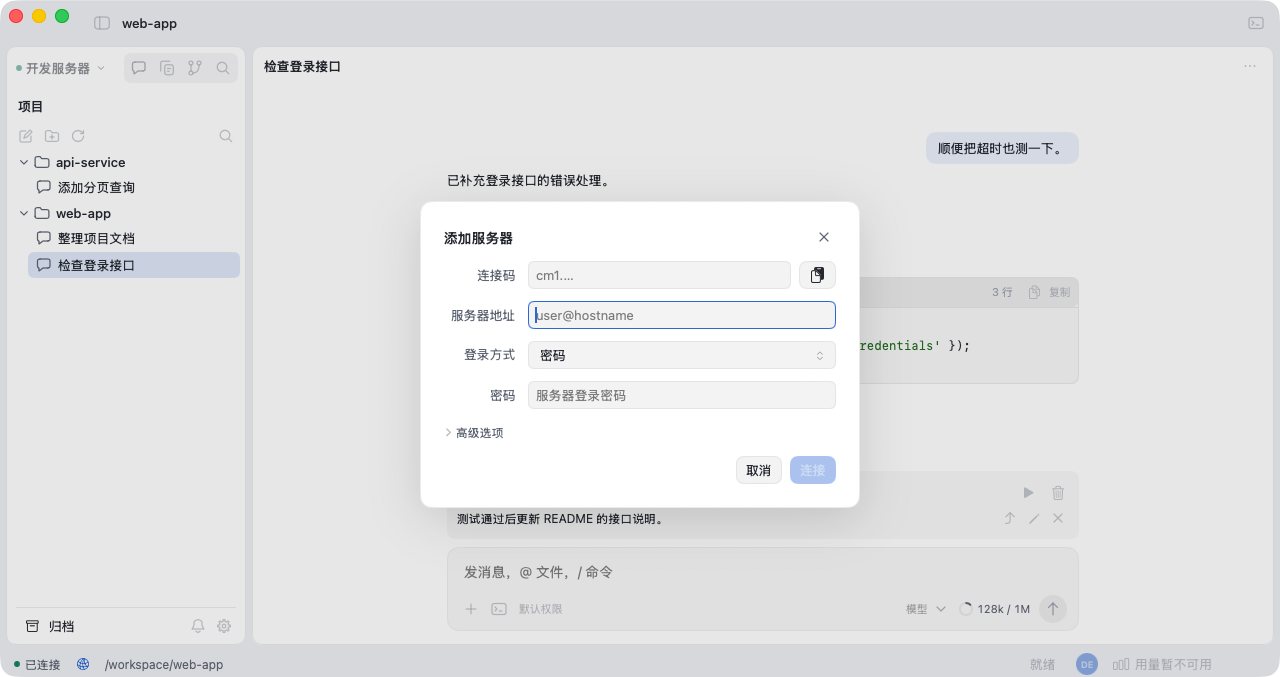 web-app
开发服务器
检查登录接口
项目
顺便把超时也测一下。
api-service
已补充登录接口的错误处理。
添加分页查询
web-app
整理项目文档
检查登录接口
添加服务器
连接码
cm1....
3 行
复制
服务器地址
user@hostname
redentials' });
登录方式
密码
密码
服务器登录密码
高级选项
取消
连接
测试通过后更新 README 的接口说明。
发消息，@ 文件，/ 命令
默认权限
模型
128k / 1M
归档
已连接
/workspace/web-app
就绪
DE
用量暂不可用